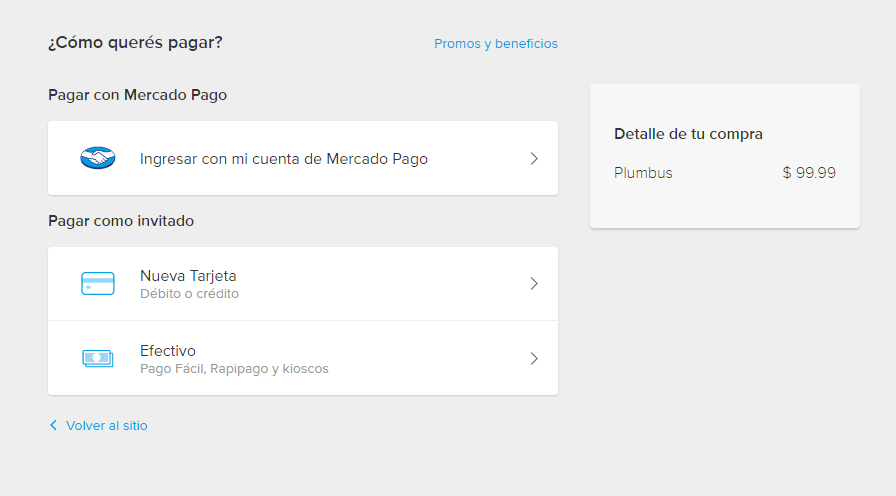 ¿Cómo querés pagar?
Promos y beneficios
Pagar con Mercado Pago
Ingresar con mi cuenta de Mercado Pago
Pagar como invitado
Nueva Tarjeta
Débito o crédito
Efectivo
Pago Fácil, Rapipago y kioscos
Volver al sitio
Detalle de tu compra
Plumbus $ 99.99